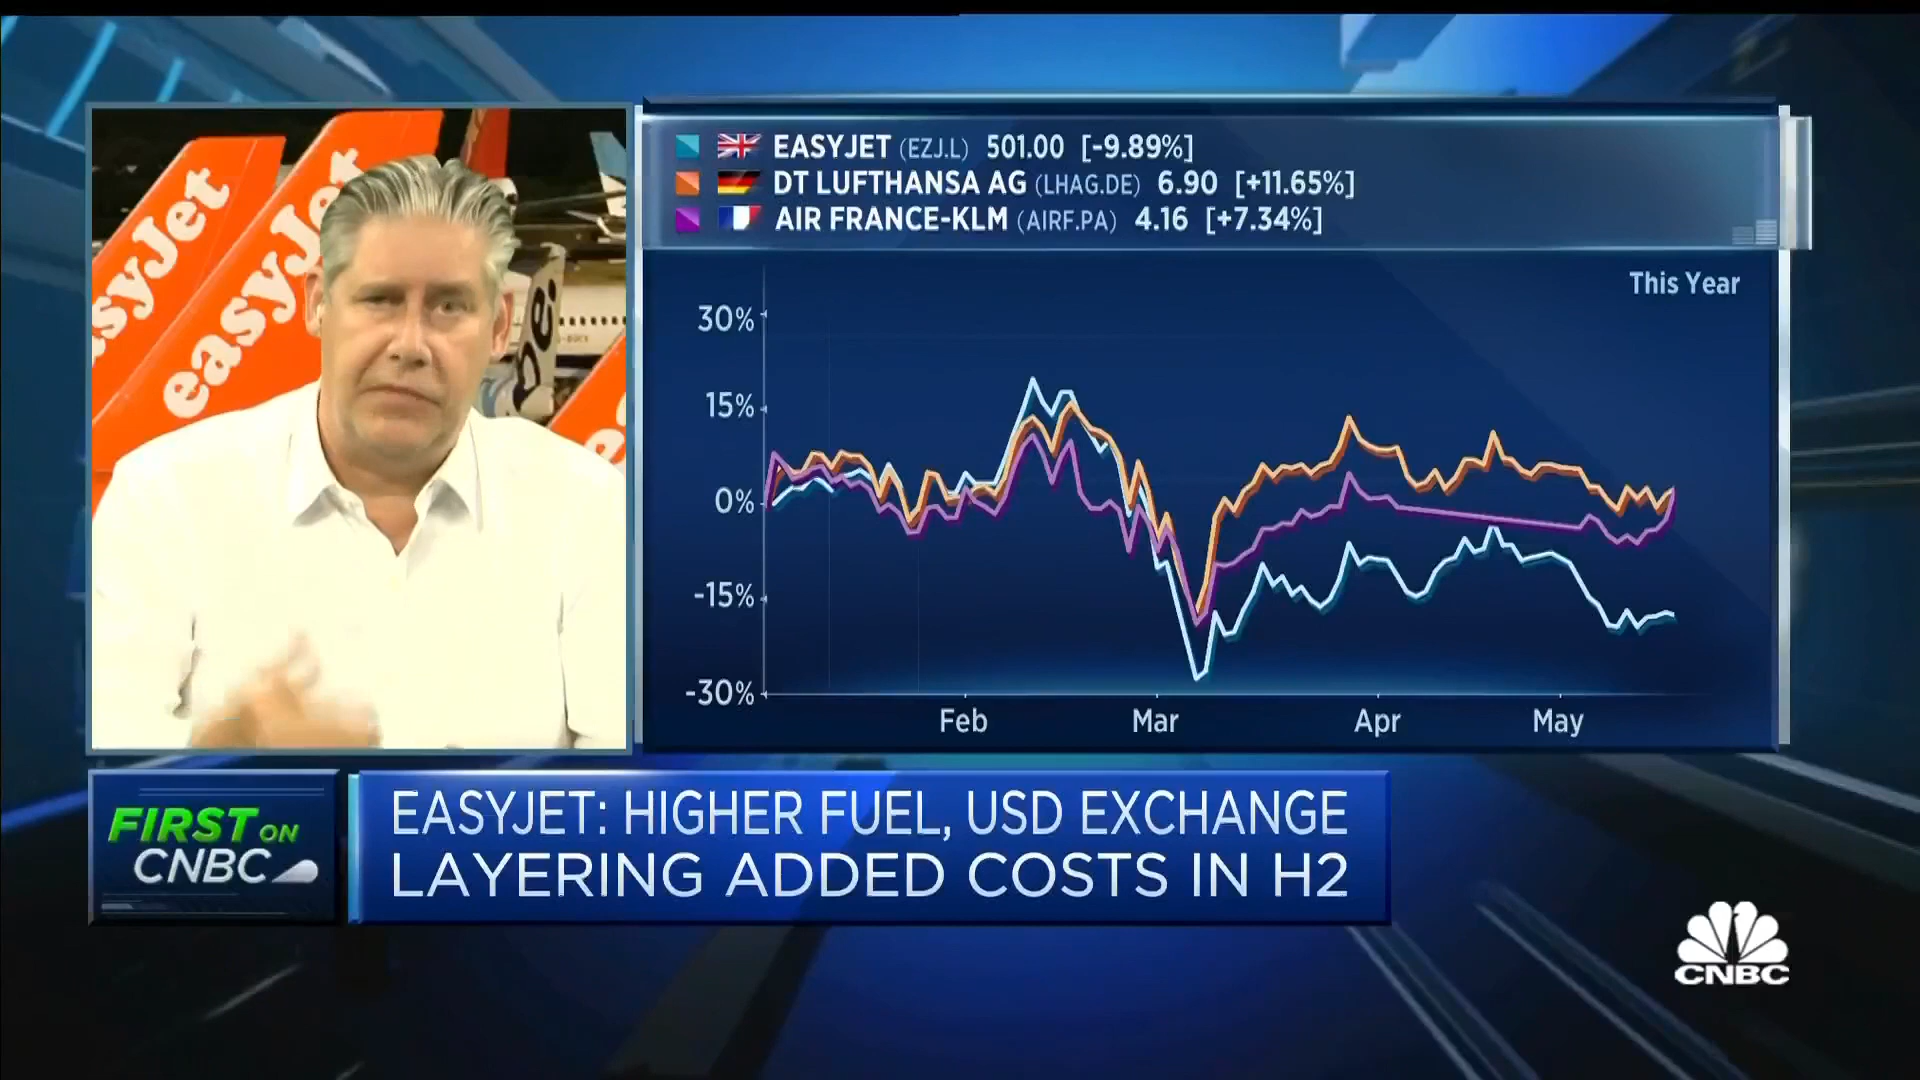 EASYJET (EZJ.L) 501.00 [-9.89%]
DT LUFTHANSA AG (LHAG.DE) 6.90 [+11.65%]
AIR FRANCE-KLM (AIRF.PA) 4.16 [+7.34%]
This Year
30%
15%
0%
-15%
-30%
Feb Mar Apr May
easyJet
FIRST ON
CNBC
EASYJET: HIGHER FUEL, USD EXCHANGE
LAYERING ADDED COSTS IN H2
CNBC